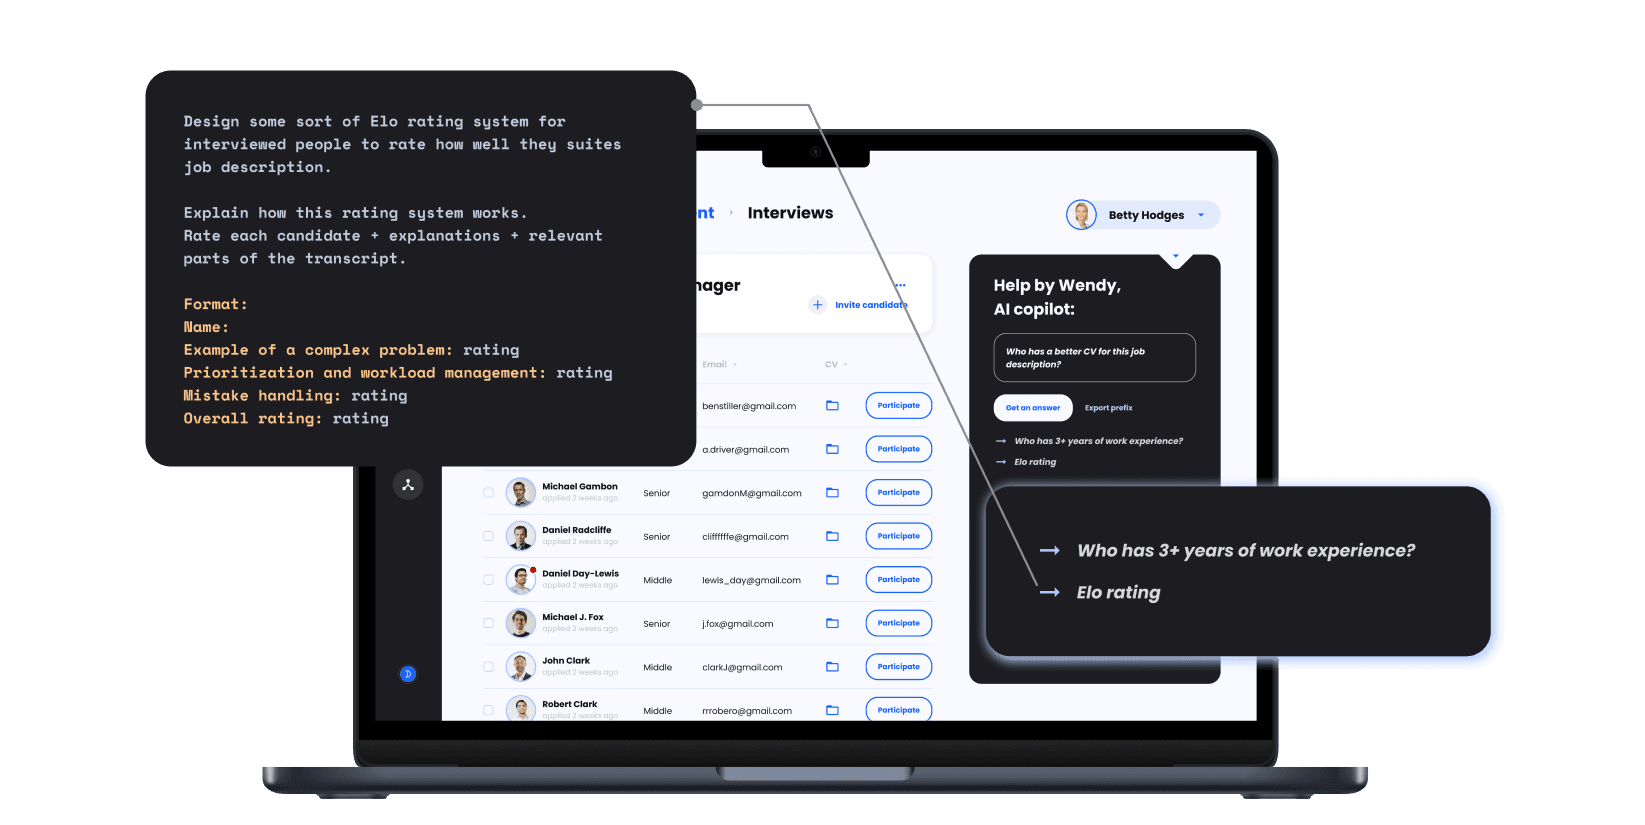 Design some sort of Elo rating system for
interviewed people to rate how well they suites
job description.
Explain how this rating system works.
Rate each candidate + explanations + relevant
parts of the transcript.
Format:
Name:
Example of a complex problem: rating
Prioritization and workload management: rating
Mistake handling: rating
Overall rating: rating
nt
Interviews
Betty Hodges
nager
Invite candidate
Email
CV
benstiller@gmail.com
Participate
a.driver@gmail.com
Participate
Michael Gambon
applied 2 weeks ago
Senior
gamdonM@gmail.com
Participate
Daniel Radcliffe
applied 2 weeks ago
Senior
cliffffffe@gmail.com
Participate
Daniel Day-Lewis
applied 2 weeks ago
Middle
lewis_day@gmail.com
Participate
Michael J. Fox
applied 2 weeks ago
Senior
j.fox@gmail.com
Participate
John Clark
applied 2 weeks ago
Middle
clarkJ@gmail.com
Participate
Robert Clark
applied 2 weeks ago
Middle
rrrobero@gmail.com
Participate
Help by Wendy,
AI copilot:
Who has a better CV for this job
description?
Get an answer
Export prefix
Who has 3+ years of work experience?
Elo rating
Who has 3+ years of work experience?
Elo rating